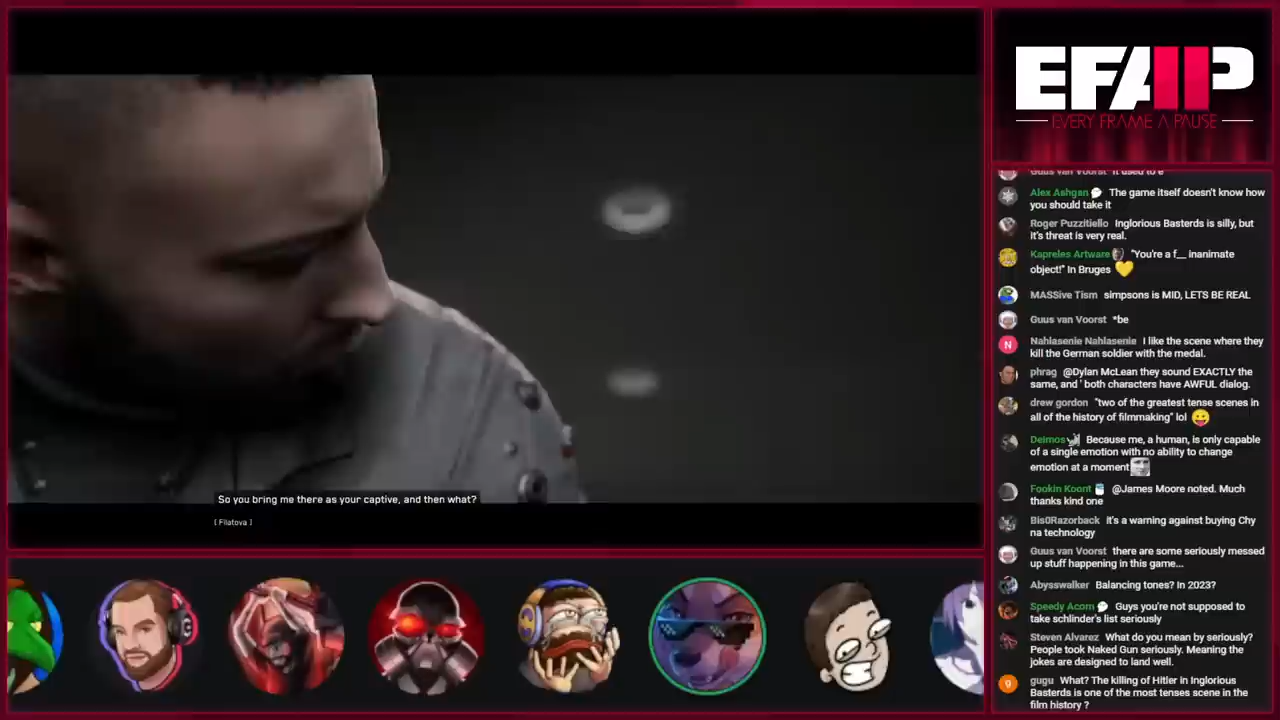 So you bring me there as your captive, and then what?
[ Filatova ]
EFAP
EVERY FRAME A PAUSE
Guus van Voorst it used to e
Alex Ashgan The game itself doesn't know how
you should take it
Roger Puzzitiello Inglorious Basterds is silly, but
it's threat is very real.
Kapreles Artware "You're a f__ inanimate
object!" In Bruges
MASSive Tism simpsons is MID, LETS BE REAL
Guus van Voorst *be
N
Nahlasenie Nahlasenie I like the scene where they
kill the German soldier with the medal.
phrag @Dylan McLean they sound EXACTLY the
same, and ' both characters have AWFUL dialog.
drew gordon "two of the greatest tense scenes in
all of the history of filmmaking" lol
Deimos Because me, a human, is only capable
of a single emotion with no ability to change
emotion at a moment
Fookin Koont @James Moore noted. Much
thanks kind one
Bis0Razorback it's a warning against buying Chy
na technology
Guus van Voorst there are some seriously messed
up stuff happening in this game...
Abysswalker Balancing tones? In 2023?
Speedy Acorn Guys you're not supposed to
take schlinder's list seriously
Steven Alvarez What do you mean by seriously?
People took Naked Gun seriously. Meaning the
jokes are designed to land well.
g
gugu What? The killing of Hitler in Inglorious
Basterds is one of the most tenses scene in the
film history ?